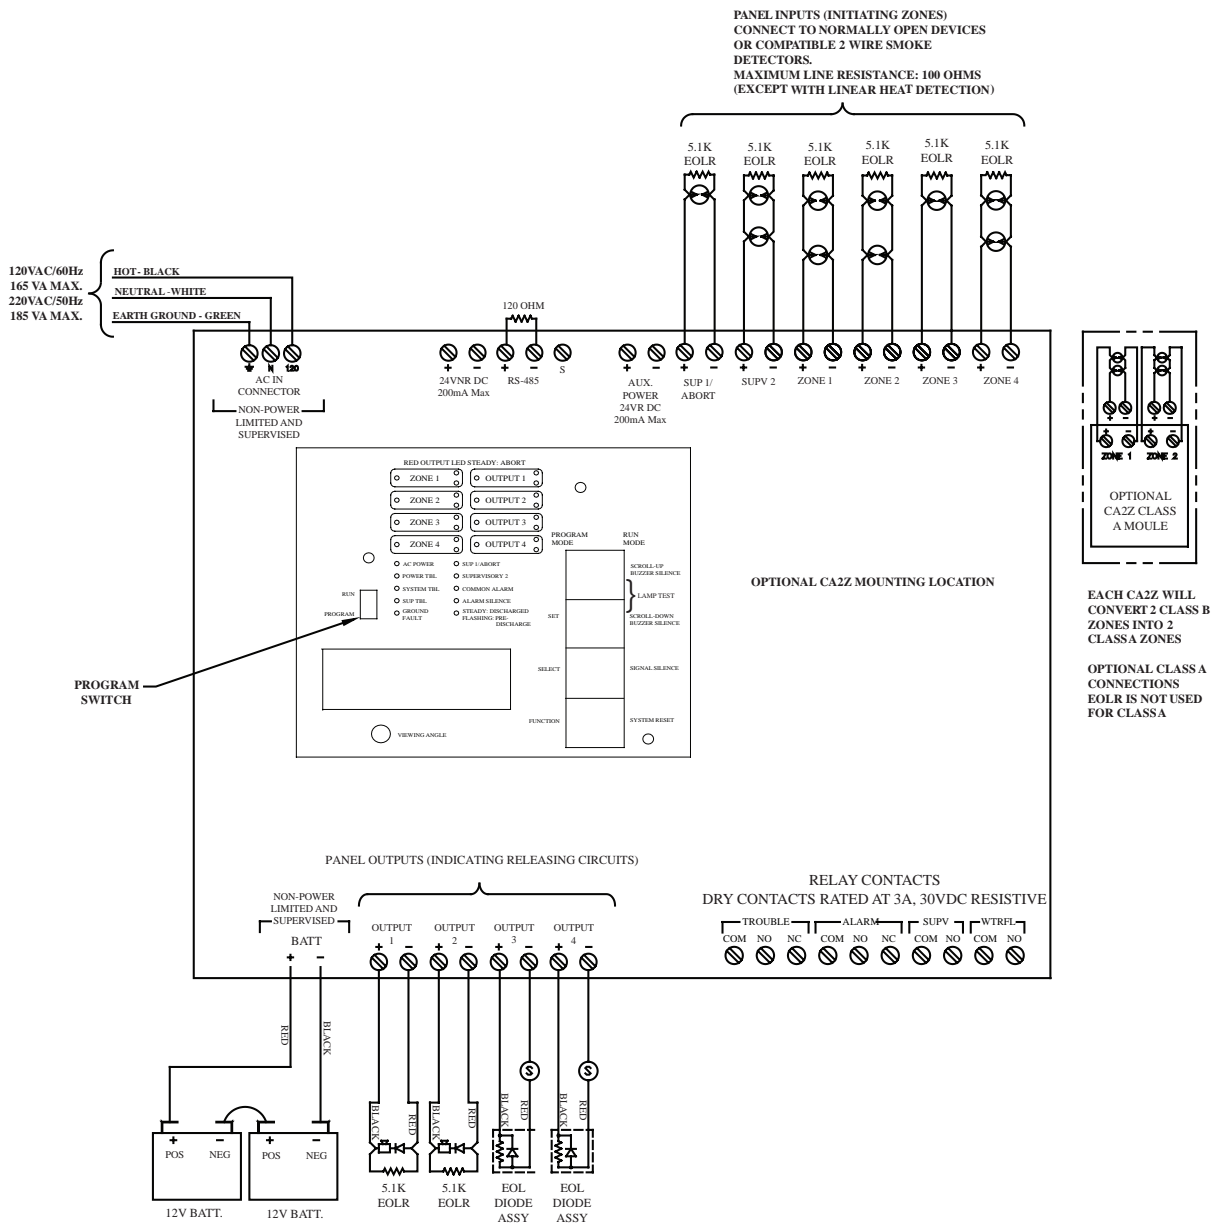 PANEL INPUTS (INITIATING ZONES)
CONNECT TO NORMALLY OPEN DEVICES
OR COMPATIBLE 2 WIRE SMOKE
DETECTORS.
MAXIMUM LINE RESISTANCE: 100 OHMS
(EXCEPT WITH LINEAR HEAT DETECTION)
5.1K
EOLR
5.1K
EOLR
5.1K
EOLR
5.1K
EOLR
5.1K
EOLR
5.1K
EOLR
120VAC/60Hz
165 VA MAX.
220VAC/50Hz
185 VA MAX.
HOT - BLACK
NEUTRAL - WHITE
EARTH GROUND - GREEN
N
120
AC IN
CONNECTOR
NON-POWER
LIMITED AND
SUPERVISED
+ −
24VNR DC
200mA Max
120 OHM
+ −
RS-485
S
+ −
AUX.
POWER
24VR DC
200mA Max
+ −
SUP 1/
ABORT
+ −
SUPV 2
+ −
ZONE 1
+ −
ZONE 2
+ −
ZONE 3
+ −
ZONE 4
+ −
+ −
+ −
+ −
ZONE 1
ZONE 2
OPTIONAL
CA2Z CLASS
A MOULE
EACH CA2Z WILL
CONVERT 2 CLASS B
ZONES INTO 2
CLASS A ZONES
OPTIONAL CLASS A
CONNECTIONS
EOLR IS NOT USED
FOR CLASS A
RED OUTPUT LED STEADY: ABORT
ZONE 1
OUTPUT 1
ZONE 2
OUTPUT 2
ZONE 3
OUTPUT 3
ZONE 4
OUTPUT 4
AC POWER
SUP 1/ABORT
POWER TBL
SUPERVISORY 2
SYSTEM TBL
COMMON ALARM
SUP TBL
ALARM SILENCE
GROUND
FAULT
STEADY: DISCHARGED
FLASHING: PRE-
DISCHARGE
RUN
PROGRAM
PROGRAM
SWITCH
PROGRAM
MODE
RUN
MODE
SCROLL-UP
BUZZER SILENCE
LAMP TEST
SET
SCROLL-DOWN
BUZZER SILENCE
SELECT
SIGNAL SILENCE
FUNCTION
SYSTEM RESET
VIEWING ANGLE
OPTIONAL CA2Z MOUNTING LOCATION
PANEL OUTPUTS (INDICATING RELEASING CIRCUITS)
NON-POWER
LIMITED AND
SUPERVISED
BATT
+ −
OUTPUT
1
+ −
OUTPUT
2
+ −
OUTPUT
3
+ −
OUTPUT
4
+ −
RELAY CONTACTS
DRY CONTACTS RATED AT 3A, 30VDC RESISTIVE
TROUBLE
COM NO NC
ALARM
COM NO NC
SUPV
COM NO
WTRFL
COM NO
RED
BLACK
+
POS
−
NEG
+
POS
−
NEG
12V BATT.
12V BATT.
BLACK
RED
5.1K
EOLR
BLACK
RED
5.1K
EOLR
S
BLACK
RED
EOL
DIODE
ASSY
S
BLACK
RED
EOL
DIODE
ASSY